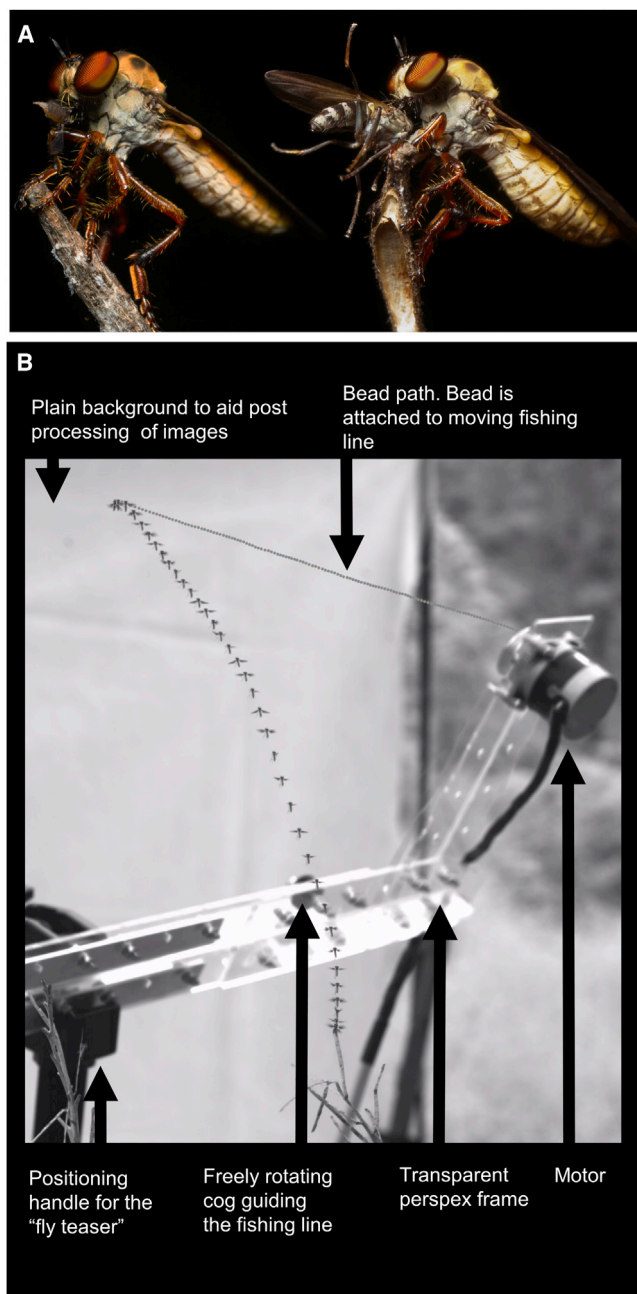 A
B
Plain background to aid post
processing of images
Bead path. Bead is
attached to moving fishing
line
Positioning
handle for the
“fly teaser”
Freely rotating
cog guiding
the fishing line
Transparent
perspex frame
Motor